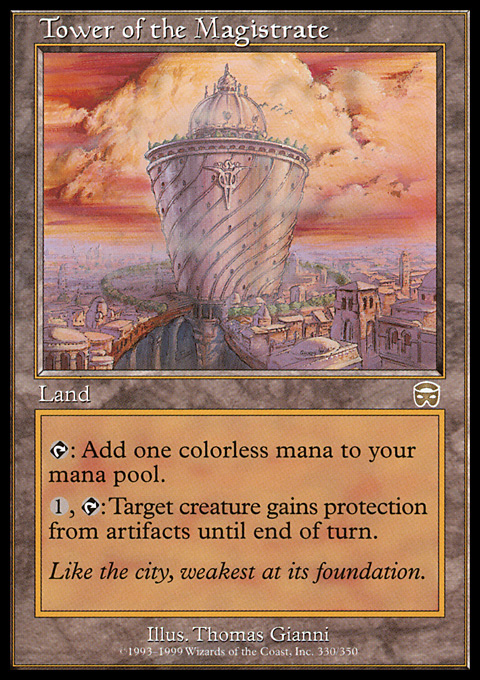 Tower of the Magistrate
Land
: Add one colorless mana to your
mana pool.
1, : Target creature gains protection
from artifacts until end of turn.
Like the city, weakest at its foundation.
Illus. Thomas Gianni
©1993-1999 Wizards of the Coast, Inc. 330/350